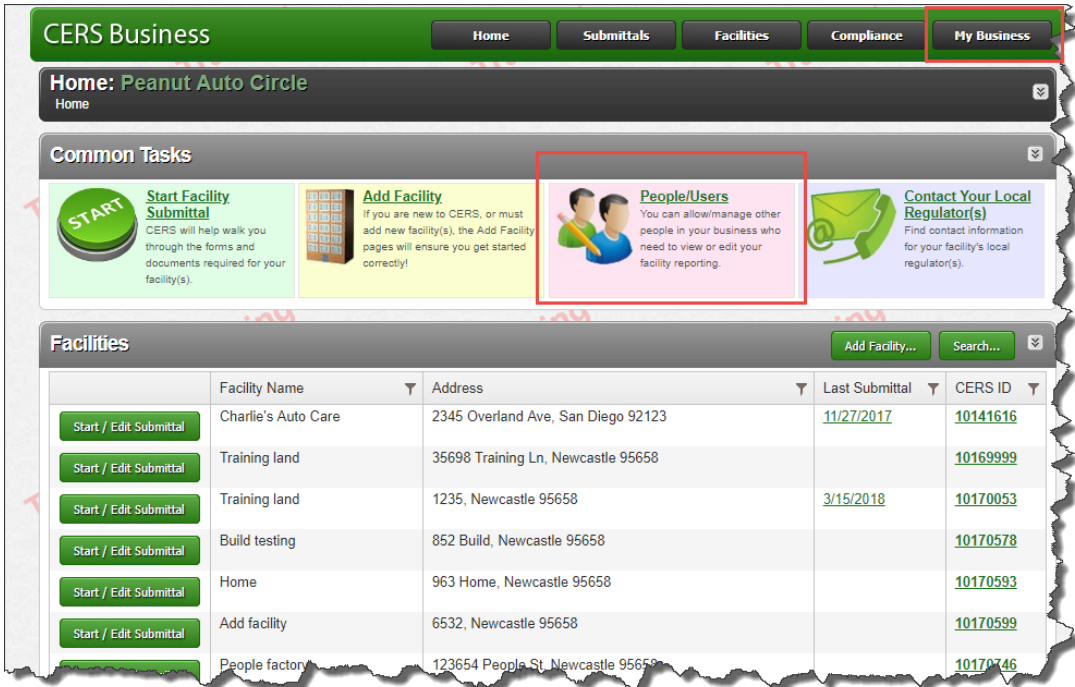 CERS Business
Home Submittals Facilities Compliance My Business
Home: Peanut Auto Circle
Home
Common Tasks
START
Start Facility
Submittal
CERS will help walk you
through the forms and
documents required for your
facility(s).
Add Facility
If you are new to CERS, or must
add new facility(s), the Add Facility
pages will ensure you get started
correctly!
People/Users
You can allow/manage other
people in your business who
need to view or edit your
facility reporting.
Contact Your Local
Regulator(s)
Find contact information
for your facility's local
regulator(s).
Facilities
Add Facility... Search...
Facility Name Address Last Submittal CERS ID
Start / Edit Submittal Charlie's Auto Care 2345 Overland Ave, San Diego 92123 11/27/2017 10141616
Start / Edit Submittal Training land 35698 Training Ln, Newcastle 95658 10169999
Start / Edit Submittal Training land 1235, Newcastle 95658 3/15/2018 10170053
Start / Edit Submittal Build testing 852 Build, Newcastle 95658 10170578
Start / Edit Submittal Home 963 Home, Newcastle 95658 10170593
Start / Edit Submittal Add facility 6532, Newcastle 95658 10170599
People factory 123654 People St, Newcastle 95658 10170746